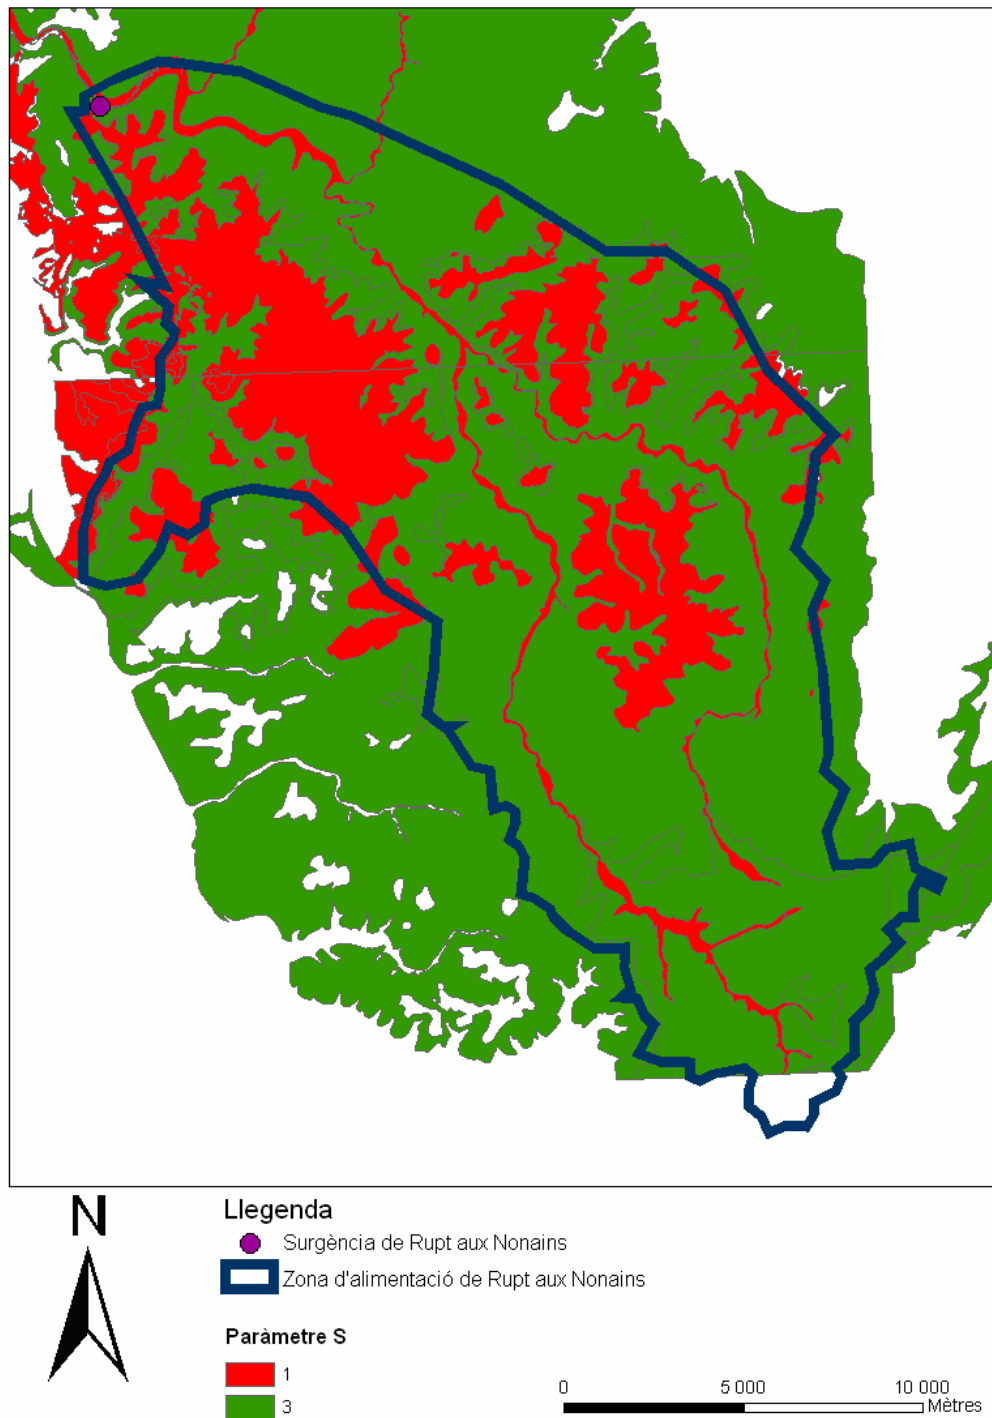 N
Llegenda
Surgència de Rupt aux Nonains
Zona d'alimentació de Rupt aux Nonains
Paràmetre S
1
3
0 5 000 10 000
Mètres